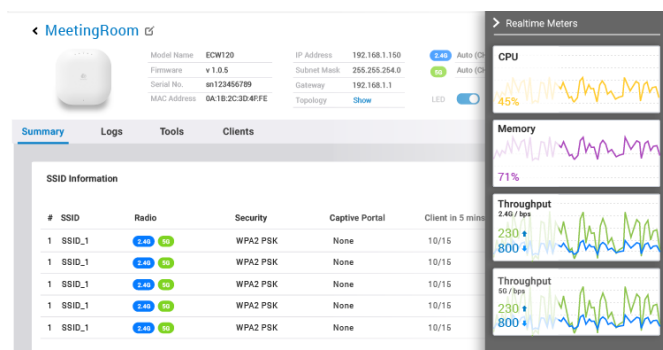 MeetingRoom
Model Name ECW120
Firmware v 1.0.5
Serial No. sn123456789
MAC Address 0A:1B:2C:3D:4F:FE
IP Address 192.168.1.150
Subnet Mask 255.255.254.0
Gateway 192.168.1.1
Topology Show
2.4G Auto
5G Auto
LED
Summary Logs Tools Clients
SSID Information
# SSID Radio Security Captive Portal Client in 5 mins
1 SSID_1 2.4G 5G WPA2 PSK None 10/15
1 SSID_1 2.4G 5G WPA2 PSK None 10/15
1 SSID_1 2.4G 5G WPA2 PSK None 10/15
1 SSID_1 2.4G 5G WPA2 PSK None 10/15
1 SSID_1 2.4G 5G WPA2 PSK None 10/15
Realtime Meters
CPU
45%
Memory
71%
Throughput
2.4G / bps
230
800
Throughput
5G / bps
230
800